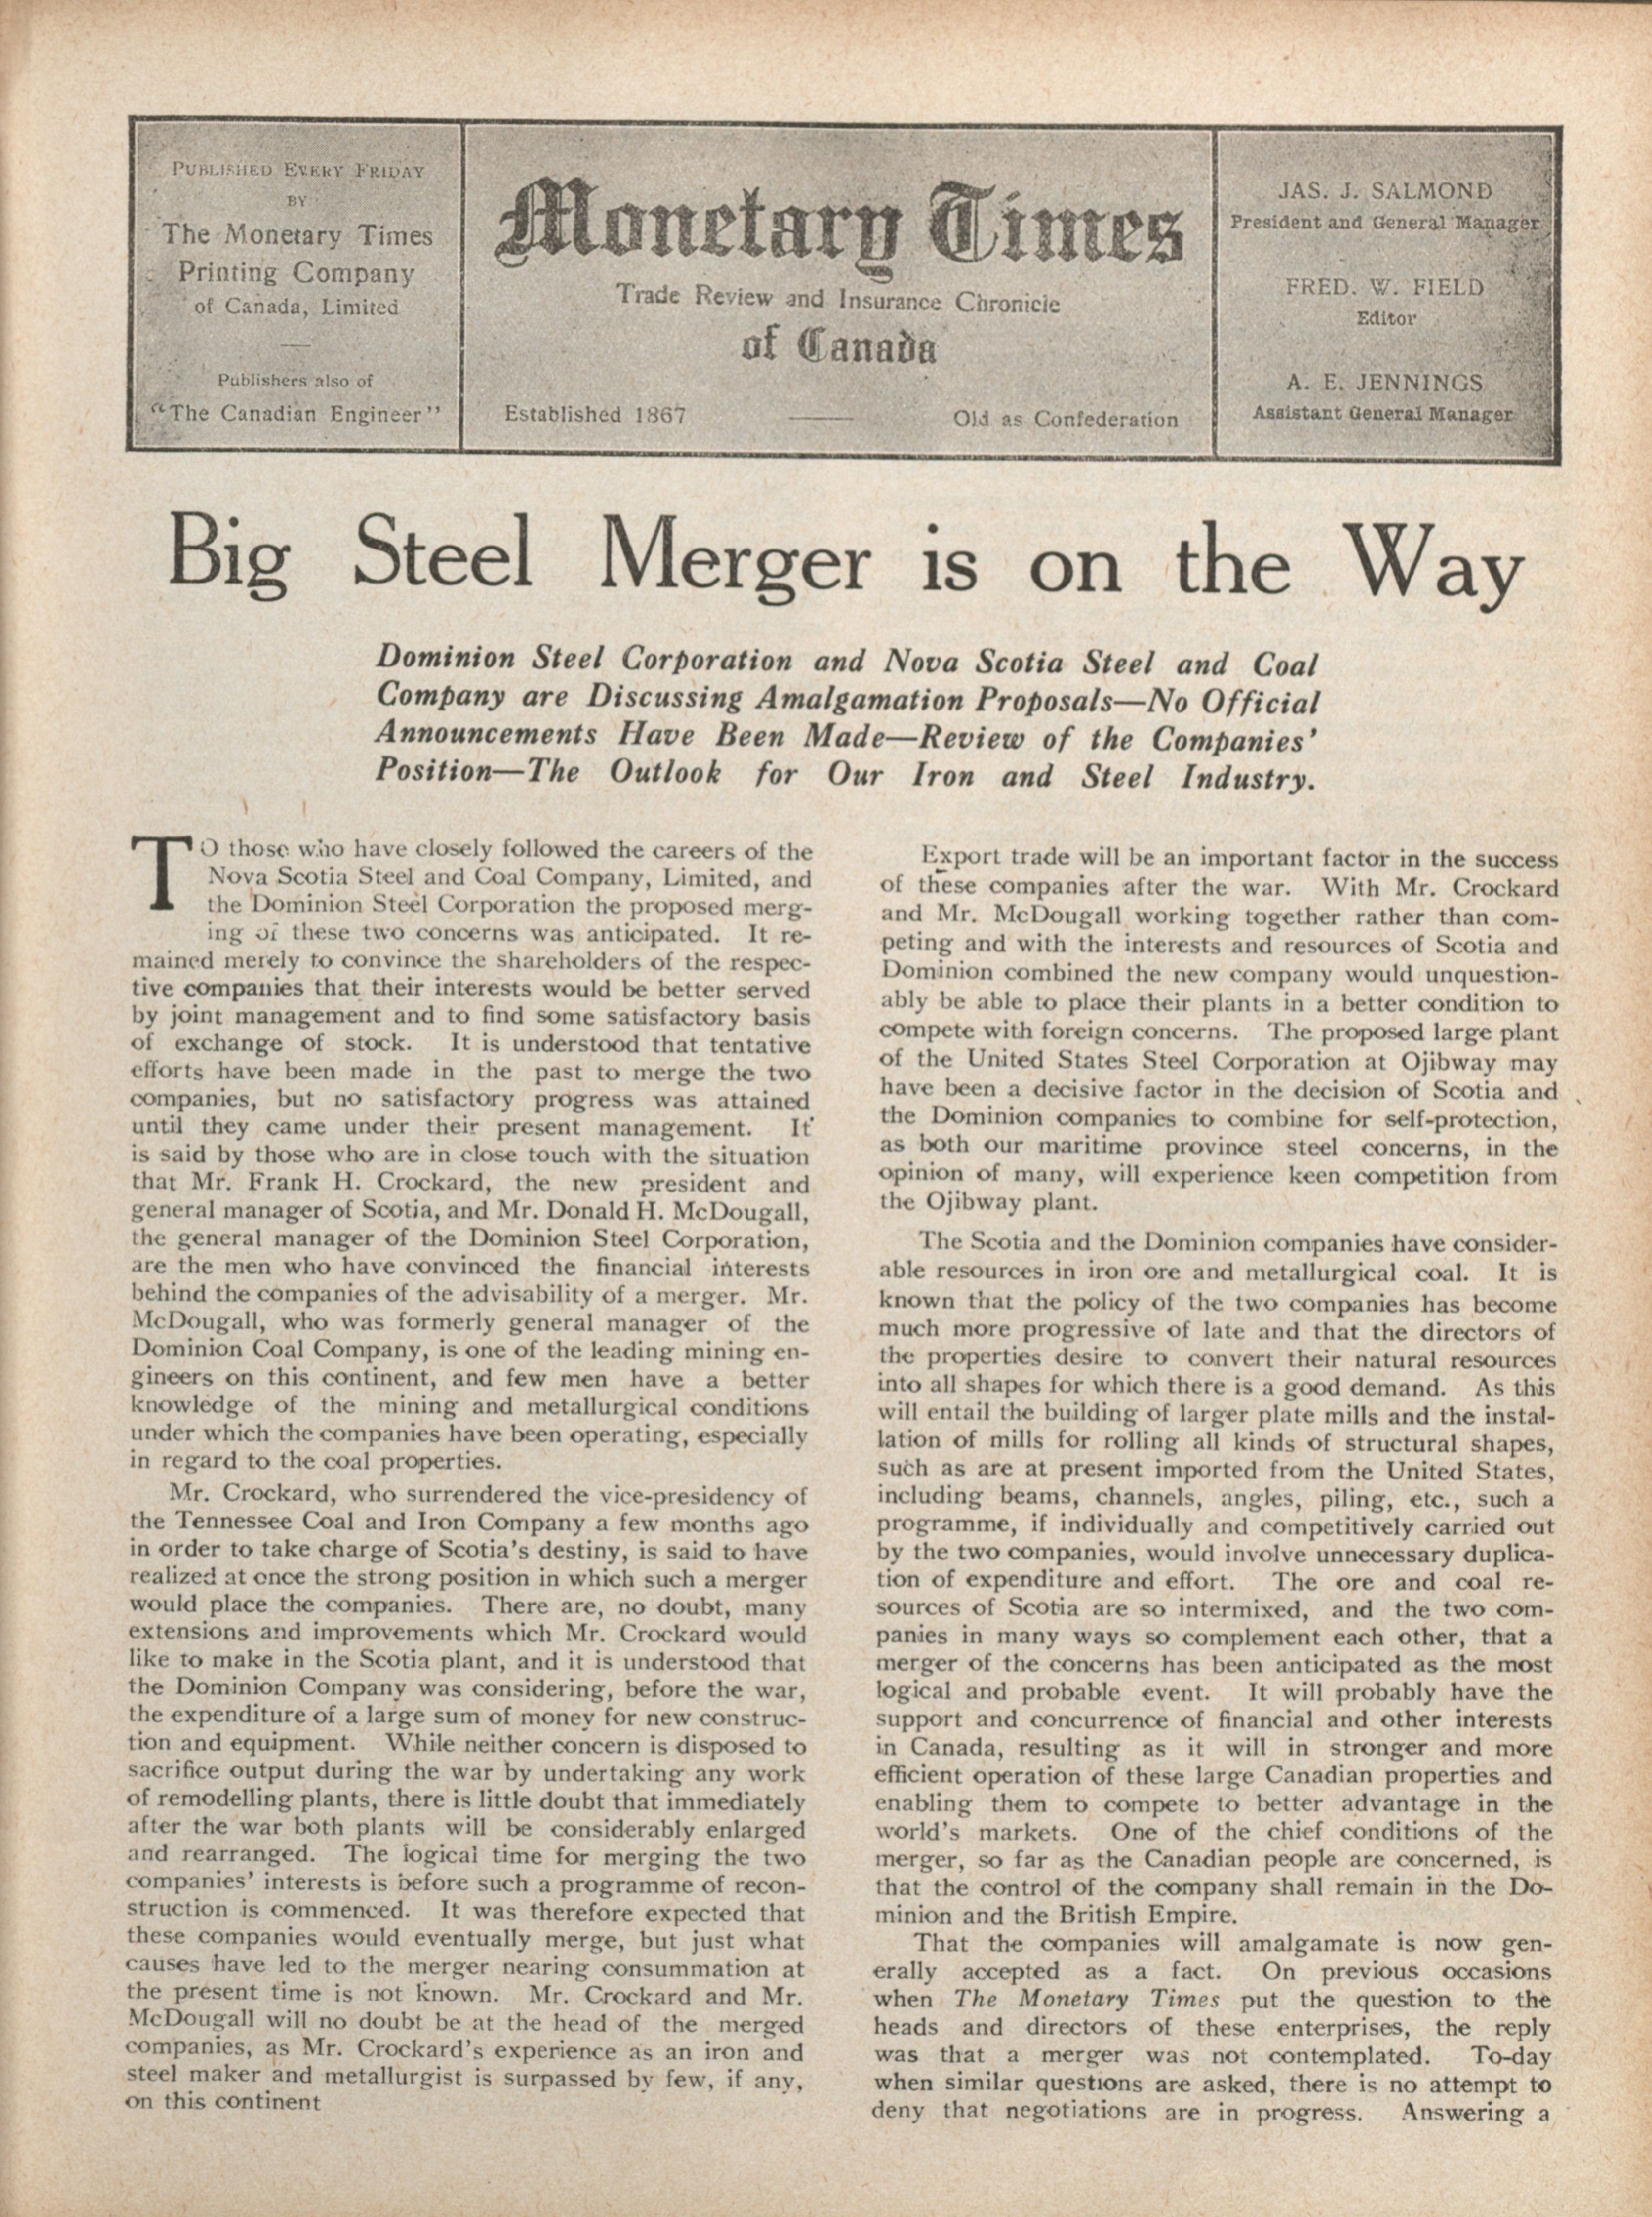 PUBLISHED EVERY FRIDAY
BY
The Monetary Times
Printing Company
of Canada, Limited
Publishers also of
"The Canadian Engineer"
Monetary Times
Trade Review and Insurance Chronicle
of Canada
Established 1867
Old as Confederation
JAS. J. SALMOND
President and General Manager
FRED. W. FIELD
Editor
A. E. JENNINGS
Assistant General Manager
Big Steel Merger is on the Way
Dominion Steel Corporation and Nova Scotia Steel and Coal
Company are Discussing Amalgamation Proposals—No Official
Announcements Have Been Made—Review of the Companies'
Position—The Outlook for Our Iron and Steel Industry.
TO those who have closely followed the careers of the
Nova Scotia Steel and Coal Company, Limited, and
the Dominion Steel Corporation the proposed merg-
ing of these two concerns was anticipated. It re-
mained merely to convince the shareholders of the respec-
tive companies that their interests would be better served
by joint management and to find some satisfactory basis
of exchange of stock. It is understood that tentative
efforts have been made in the past to merge the two
companies, but no satisfactory progress was attained
until they came under their present management. It
is said by those who are in close touch with the situation
that Mr. Frank H. Crockard, the new president and
general manager of Scotia, and Mr. Donald H. McDougall,
the general manager of the Dominion Steel Corporation,
are the men who have convinced the financial interests
behind the companies of the advisability of a merger. Mr.
McDougall, who was formerly general manager of the
Dominion Coal Company, is one of the leading mining en-
gineers on this continent, and few men have a better
knowledge of the mining and metallurgical conditions
under which the companies have been operating, especially
in regard to the coal properties.
Mr. Crockard, who surrendered the vice-presidency of
the Tennessee Coal and Iron Company a few months ago
in order to take charge of Scotia's destiny, is said to have
realized at once the strong position in which such a merger
would place the companies. There are, no doubt, many
extensions and improvements which Mr. Crockard would
like to make in the Scotia plant, and it is understood that
the Dominion Company was considering, before the war,
the expenditure of a large sum of money for new construc-
tion and equipment. While neither concern is disposed to
sacrifice output during the war by undertaking any work
of remodelling plants, there is little doubt that immediately
after the war both plants will be considerably enlarged
and rearranged. The logical time for merging the two
companies' interests is before such a programme of recon-
struction is commenced. It was therefore expected that
these companies would eventually merge, but just what
causes have led to the merger nearing consummation at
the present time is not known. Mr. Crockard and Mr.
McDougall will no doubt be at the head of the merged
companies, as Mr. Crockard's experience as an iron and
steel maker and metallurgist is surpassed by few, if any,
on this continent
Export trade will be an important factor in the success
of these companies after the war. With Mr. Crockard
and Mr. McDougall working together rather than com-
peting and with the interests and resources of Scotia and
Dominion combined the new company would unquestion-
ably be able to place their plants in a better condition to
compete with foreign concerns. The proposed large plant
of the United States Steel Corporation at Ojibway may
have been a decisive factor in the decision of Scotia and
the Dominion companies to combine for self-protection,
as both our maritime province steel concerns, in the
opinion of many, will experience keen competition from
the Ojibway plant.
The Scotia and the Dominion companies have consider-
able resources in iron ore and metallurgical coal. It is
known that the policy of the two companies has become
much more progressive of late and that the directors of
the properties desire to convert their natural resources
into all shapes for which there is a good demand. As this
will entail the building of larger plate mills and the instal-
lation of mills for rolling all kinds of structural shapes,
such as are at present imported from the United States,
including beams, channels, angles, piling, etc., such a
programme, if individually and competitively carried out
by the two companies, would involve unnecessary duplica-
tion of expenditure and effort. The ore and coal re-
sources of Scotia are so intermixed, and the two com-
panies in many ways so complement each other, that a
merger of the concerns has been anticipated as the most
logical and probable event. It will probably have the
support and concurrence of financial and other interests
in Canada, resulting as it will in stronger and more
efficient operation of these large Canadian properties and
enabling them to compete to better advantage in the
world's markets. One of the chief conditions of the
merger, so far as the Canadian people are concerned, is
that the control of the company shall remain in the Do-
minion and the British Empire.
That the companies will amalgamate is now gen-
erally accepted as a fact. On previous occasions
when The Monetary Times put the question to the
heads and directors of these enterprises, the reply
was that a merger was not contemplated. To-day
when similar questions are asked, there is no attempt to
deny that negotiations are in progress. Answering a